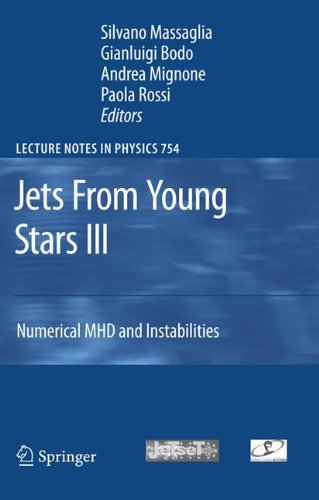 Silvano Massaglia
Gianluigi Bodo
Andrea Mignone
Paola Rossi
Editors
LECTURE NOTES IN PHYSICS 754
Jets From Young
Stars III
Numerical MHD and Instabilities
Springer
JETSET